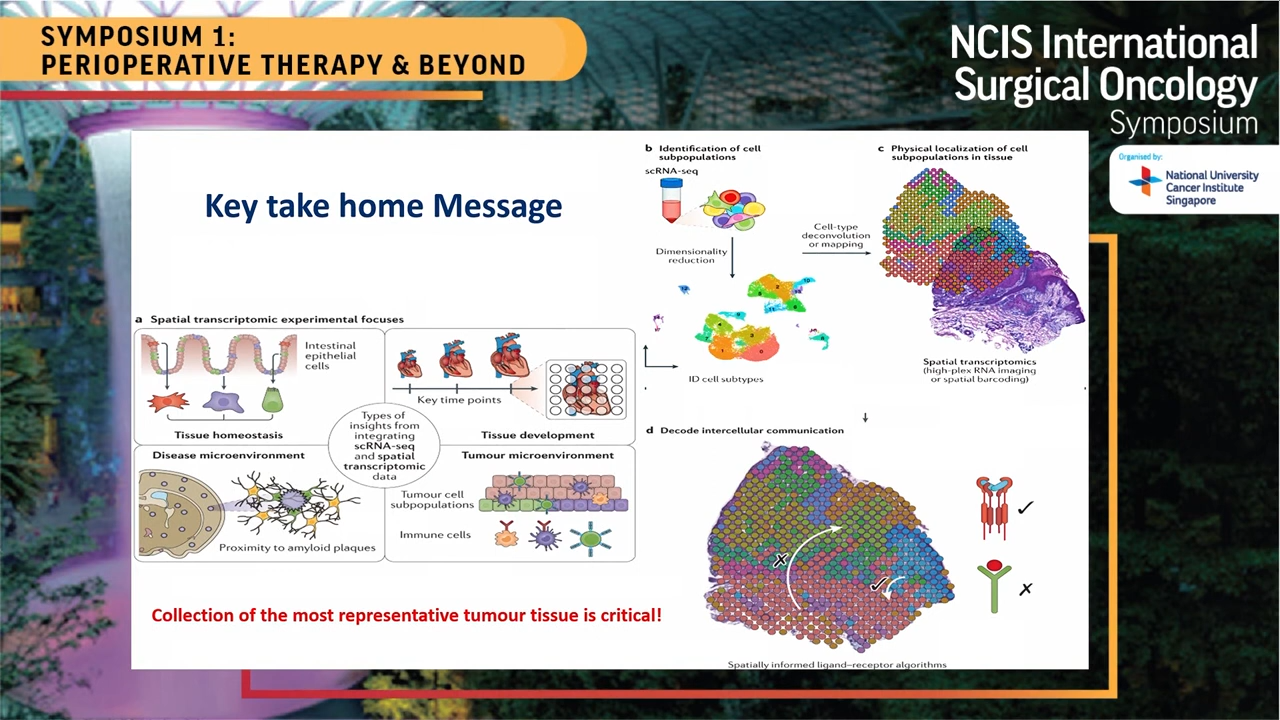 SYMPOSIUM 1:
PERIOPERATIVE THERAPY & BEYOND
NCIS International
Surgical Oncology
Symposium
Organised by:
National University
Cancer Institute
Singapore
Key take home Message
a Spatial transcriptomic experimental focuses
Intestinal
epithelial
cells
Tissue homeostasis
Key time points
Tissue development
Types of
insights from
integrating
scRNA-seq
and spatial
transcriptomic
data
Disease microenvironment
Proximity to amyloid plaques
Tumour microenvironment
Tumour cell
subpopulations
Immune cells
Collection of the most representative tumour tissue is critical!
b Identification of cell
subpopulations
scRNA-seq
Dimensionality
reduction
ID cell subtypes
Cell-type
deconvolution
or mapping
c Physical localization of cell
subpopulations in tissue
Spatial transcriptomics
(high-plex RNA imaging
or spatial barcoding)
d Decode intercellular communication
Spatially informed ligand–receptor algorithms